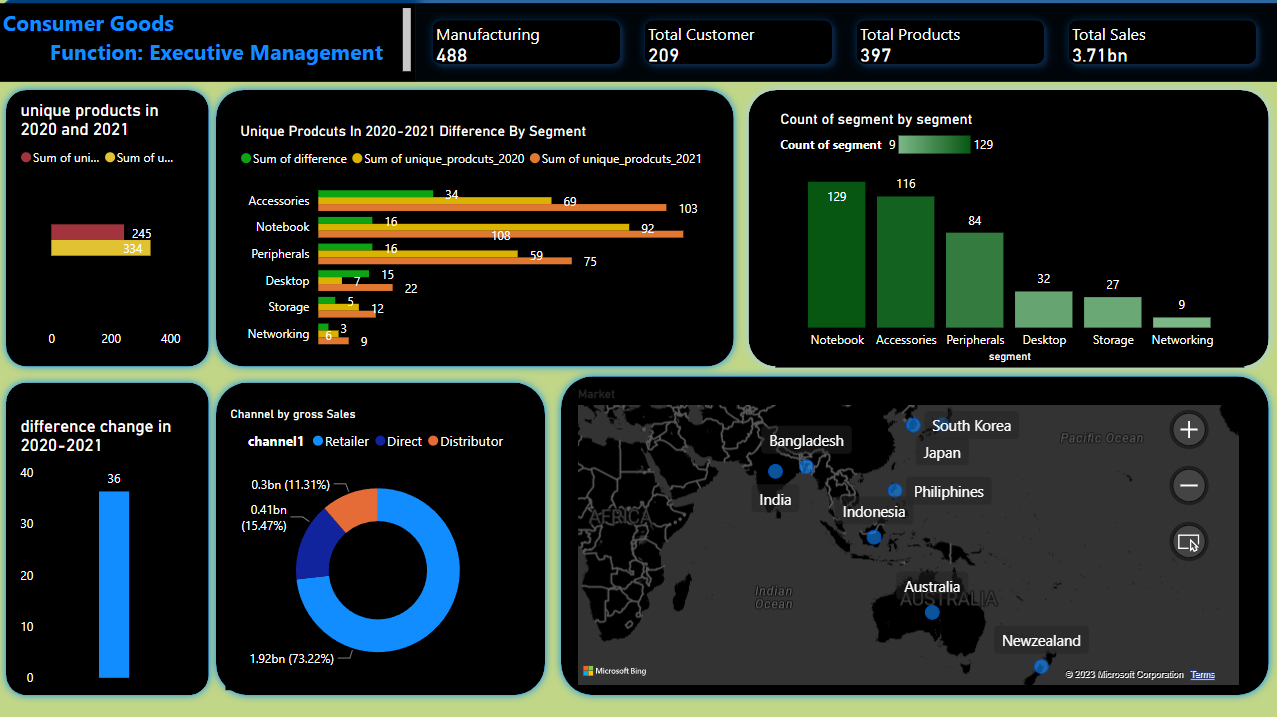 Consumer Goods
Function: Executive Management
Manufacturing
488
Total Customer
209
Total Products
397
Total Sales
3.71bn
unique products in
2020 and 2021
Sum of uni... Sum of u...
245
334
0 200 400
Unique Prodcuts In 2020-2021 Difference By Segment
Sum of difference Sum of unique_prodcuts_2020 Sum of unique_prodcuts_2021
Accessories 34 69 103
Notebook 16 92 108
Peripherals 16 59 75
Desktop 15 7 22
Storage 5 12
Networking 3 6 9
Count of segment by segment
Count of segment 9 129
129 116 84 32 27 9
Notebook Accessories Peripherals Desktop Storage Networking
segment
difference change in
2020-2021
40
36
30
20
10
0
Channel by gross Sales
channel1 Retailer Direct Distributor
0.3bn (11.31%)
0.41bn
(15.47%)
1.92bn (73.22%)
Market
South Korea
Pacific Ocean
Bangladesh
Japan
India
Philiphines
Indonesia
AFRICA
Indian
Ocean
Australia
AUSTRALIA
Newzealand
Microsoft Bing
© 2023 Microsoft Corporation Terms